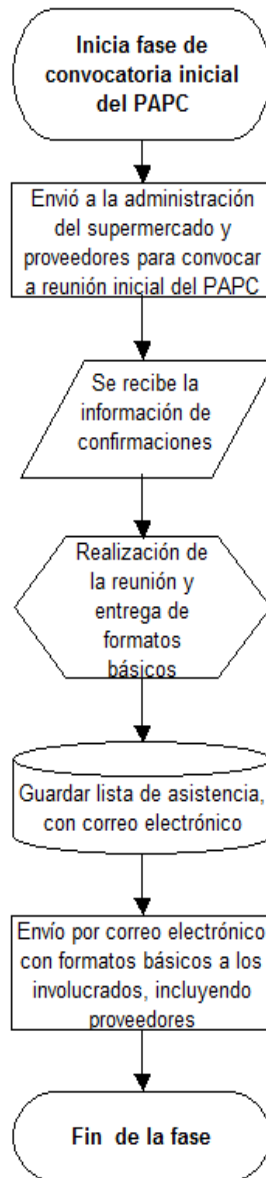 Inicia fase de
convocatoria inicial
del PAPC
Envió a la administración
del supermercado y
proveedores para convocar
a reunión inicial del PAPC
Se recibe la
información de
confirmaciones
Realización de
la reunión y
entrega de
formatos
básicos
Guardar lista de asistencia,
con correo electrónico
Envío por correo electrónico
con formatos básicos a los
involucrados, incluyendo
proveedores
Fin de la fase